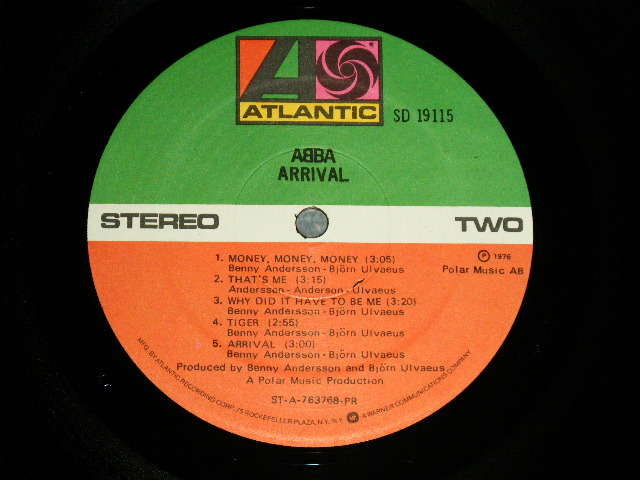 ATLANTIC
SD 19115
ABBA
ARRIVAL
STEREO
TWO
1. MONEY, MONEY, MONEY (3:05)
Benny Andersson - Björn Ulvaeus
2. THAT'S ME (3:15)
Andersson - Anderson - Ulvaeus
3. WHY DID IT HAVE TO BE ME (3:20)
Benny Andersson - Björn Ulvaeus
4. TIGER (2:55)
Benny Andersson - Björn Ulvaeus
5. ARRIVAL (3:00)
Benny Andersson - Björn Ulvaeus
℗ 1976
Polar Music AB
Produced by Benny Andersson and Björn Ulvaeus
A Polar Music Production
ST-A-763768-PR
MFG. BY ATLANTIC RECORDING CORP., 75 ROCKEFELLER PLAZA, N.Y. N.Y. A WARNER COMMUNICATIONS COMPANY